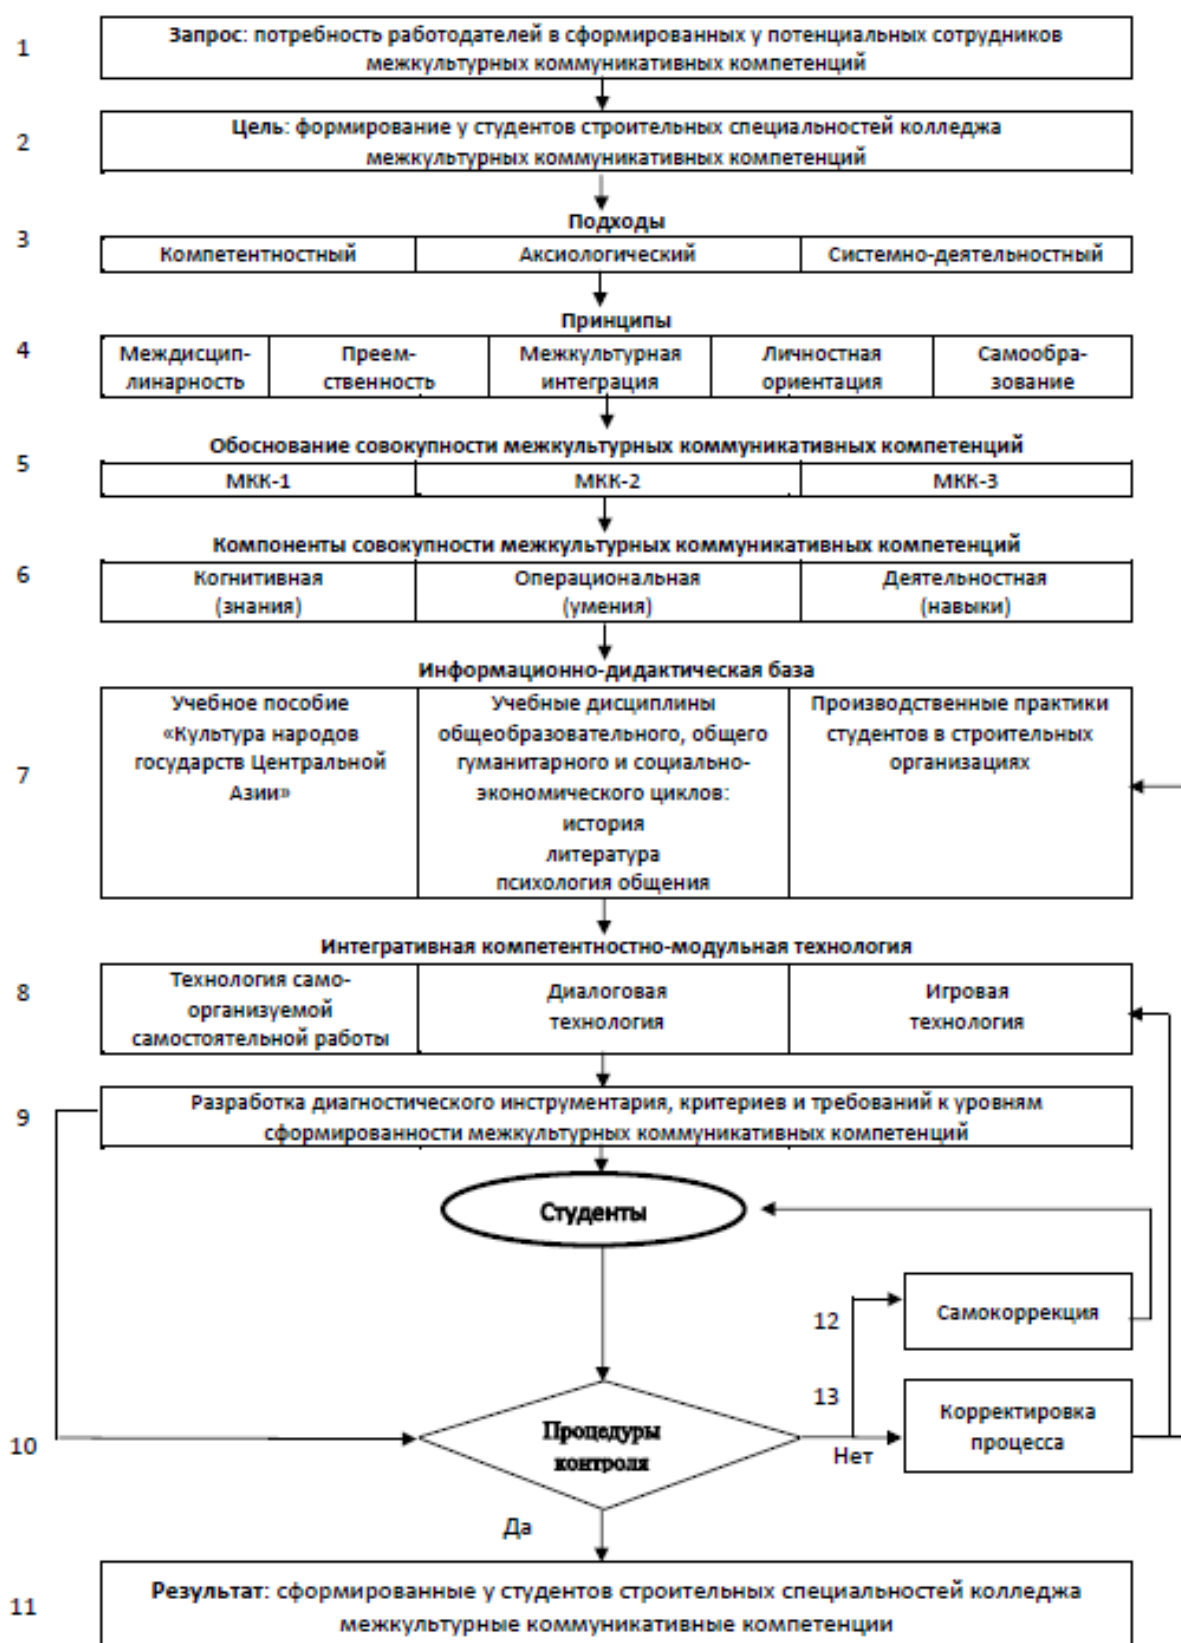 1
Запрос: потребность работодателей в сформированных у потенциальных сотрудников
межкультурных коммуникативных компетенций
2
Цель: формирование у студентов строительных специальностей колледжа
межкультурных коммуникативных компетенций
3
Подходы
Компетентностный
Аксиологический
Системно-деятельностный
4
Принципы
Междисцип-
линарность
Преем-
ственность
Межкультурная
интеграция
Личностная
ориентация
Самообра-
зование
5
Обоснование совокупности межкультурных коммуникативных компетенций
МКК-1
МКК-2
МКК-3
6
Компоненты совокупности межкультурных коммуникативных компетенций
Когнитивная
(знания)
Операциональная
(умения)
Деятельностная
(навыки)
7
Информационно-дидактическая база
Учебное пособие
«Культура народов
государств Центральной
Азии»
Учебные дисциплины
общеобразовательного, общего
гуманитарного и социально-
экономического циклов:
история
литература
психология общения
Производственные практики
студентов в строительных
организациях
8
Интегративная компетентностно-модульная технология
Технология само-
организуемой
самостоятельной работы
Диалоговая
технология
Игровая
технология
9
Разработка диагностического инструментария, критериев и требований к уровням
сформированности межкультурных коммуникативных компетенций
Студенты
12
Самокоррекция
13
Корректировка
процесса
10
Процедуры
контроля
Нет
Да
11
Результат: сформированные у студентов строительных специальностей колледжа
межкультурные коммуникативные компетенции